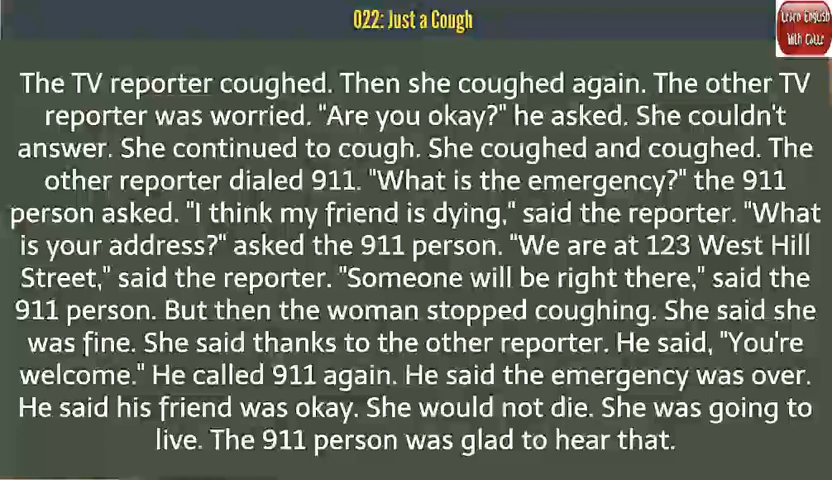 022: Just a Cough
Learn English
With
The TV reporter coughed. Then she coughed again. The other TV
reporter was worried. "Are you okay?" he asked. She couldn't
answer. She continued to cough. She coughed and coughed. The
other reporter dialed 911. "What is the emergency?" the 911
person asked. "I think my friend is dying," said the reporter. "What
is your address?" asked the 911 person. "We are at 123 West Hill
Street," said the reporter. "Someone will be right there," said the
911 person. But then the woman stopped coughing. She said she
was fine. She said thanks to the other reporter. He said, "You're
welcome." He called 911 again. He said the emergency was over.
He said his friend was okay. She would not die. She was going to
live. The 911 person was glad to hear that.